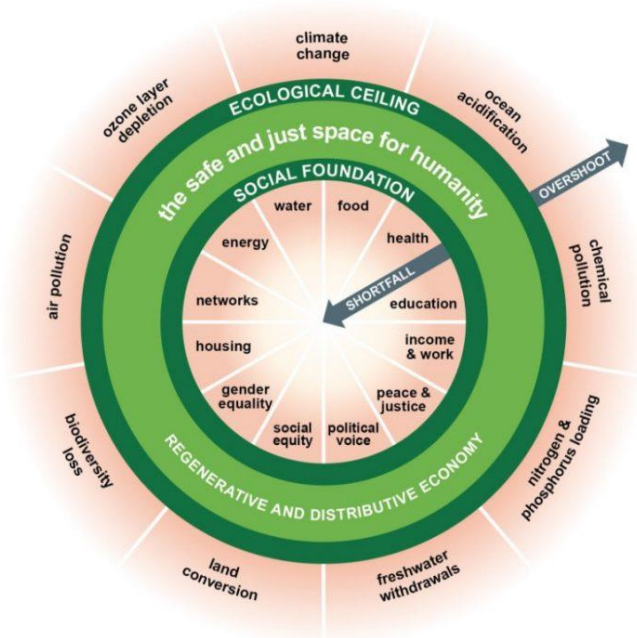 climate
change
ocean
acidification
chemical
pollution
nitrogen &
phosphorus loading
freshwater
withdrawals
land
conversion
biodiversity
loss
air pollution
ozone layer
depletion
ECOLOGICAL CEILING
the safe and just space for humanity
SOCIAL FOUNDATION
OVERSHOOT
SHORTFALL
water
food
health
education
income
& work
peace &
justice
political
voice
social
equity
gender
equality
housing
networks
energy
REGENERATIVE AND DISTRIBUTIVE ECONOMY